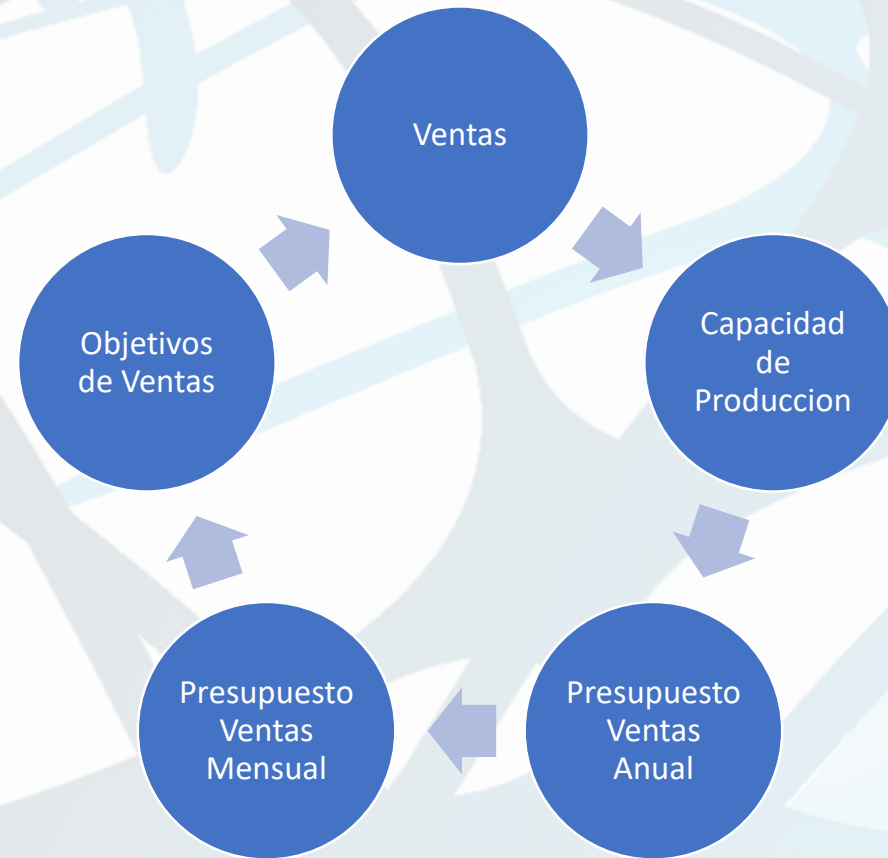 Ventas
Capacidad
de
Produccion
Presupuesto
Ventas
Anual
Presupuesto
Ventas
Mensual
Objetivos
de Ventas